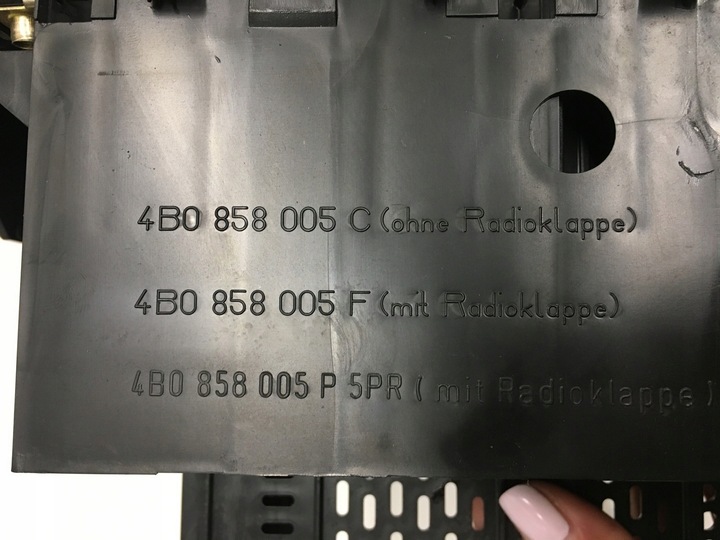 4B0 858 005 C (ohne Radioklappe)
4B0 858 005 F (mit Radioklappe)
4B0 858 005 P 5PR ( mit Radioklappe )